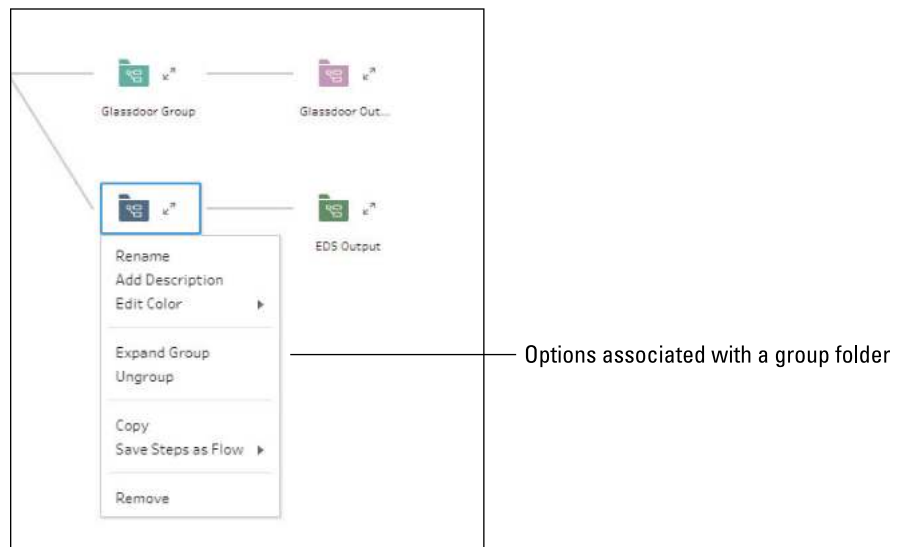 Glassdoor Group
Glassdoor Out...
EDS Output
Rename
Add Description
Edit Color
Expand Group
Ungroup
Copy
Save Steps as Flow
Remove
Options associated with a group folder